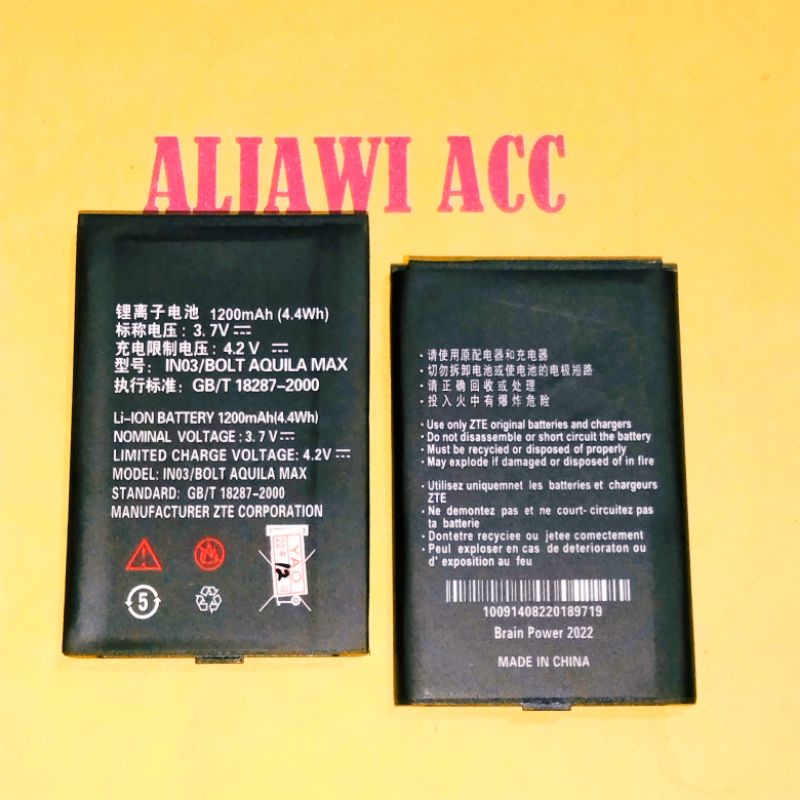 ALJAWI ACC
锂离子电池 1200mAh (4.4Wh)
标称电压: 3.7V
充电限制电压: 4.2 V
型号: IN03/BOLT AQUILA MAX
执行标准: GB/T 18287-2000
Li-ION BATTERY 1200mAh(4.4Wh)
NOMINAL VOLTAGE: 3.7V
LIMITED CHARGE VOLTAGE: 4.2V
MODEL: IN03/BOLT AQUILA MAX
STANDARD: GB/T 18287-2000
MANUFACTURER ZTE CORPORATION
5
YAO
12
· 请使用原配电器和充电器
· 切勿拆卸电池或使电池的电极短路
· 请正确回收或处理
· 投入火中有爆炸危险
· Use only ZTE original batteries and chargers
· Do not disassemble or short circuit the battery
· Must be recycled or disposed of properly
· May explode if damaged or disposed of in fire
· Utilisez uniquemnet les batteries et chargeurs
ZTE
· Ne demontez pas et ne court- circuitez pas
ta batterie
· Dontetre recyciee ou jetee comectement
· Peul exploser en cas de deterioraton ou
d' exposition au feu
10091408220189719
Brain Power 2022
MADE IN CHINA